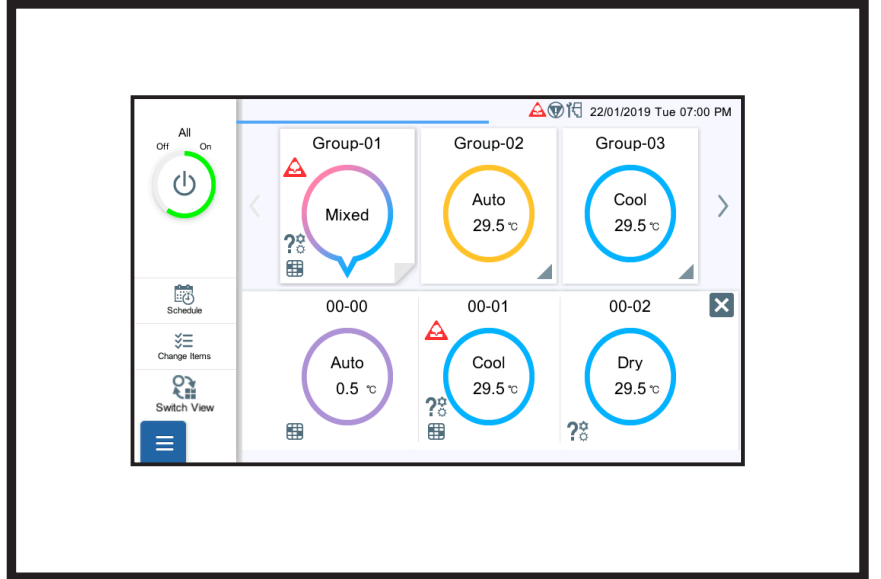 22/01/2019 Tue 07:00 PM
All
Off On
Group-01 Group-02 Group-03
Mixed
Auto
29.5 ℃
Cool
29.5 ℃
Schedule
Change Items
Switch View
00-00 00-01 00-02
Auto
0.5 ℃
Cool
29.5 ℃
Dry
29.5 ℃